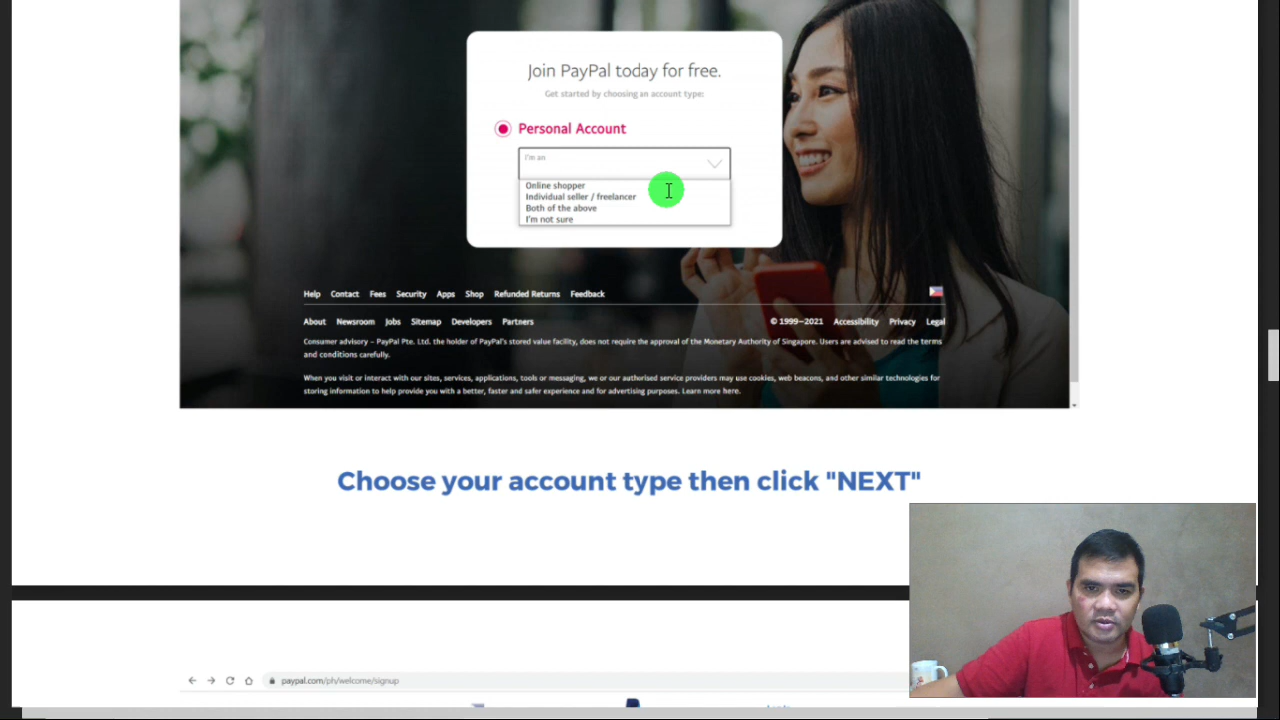 Join PayPal today for free.
Get started by choosing an account type:
Personal Account
I'm an
Online shopper
Individual seller / freelancer
Both of the above
I'm not sure
Help Contact Fees Security Apps Shop Refunded Returns Feedback
About Newsroom Jobs Sitemap Developers Partners © 1999–2021 Accessibility Privacy Legal
Consumer advisory – PayPal Pte. Ltd. the holder of PayPal's stored value facility, does not require the approval of the Monetary Authority of Singapore. Users are advised to read the terms
and conditions carefully.
When you visit or interact with our sites, services, applications, tools or messaging, we or our authorised service providers may use cookies, web beacons, and other similar technologies for
storing information to help provide you with a better, faster and safer experience and for advertising purposes. Learn more here.
Choose your account type then click "NEXT"
paypal.com/ph/welcome/signup